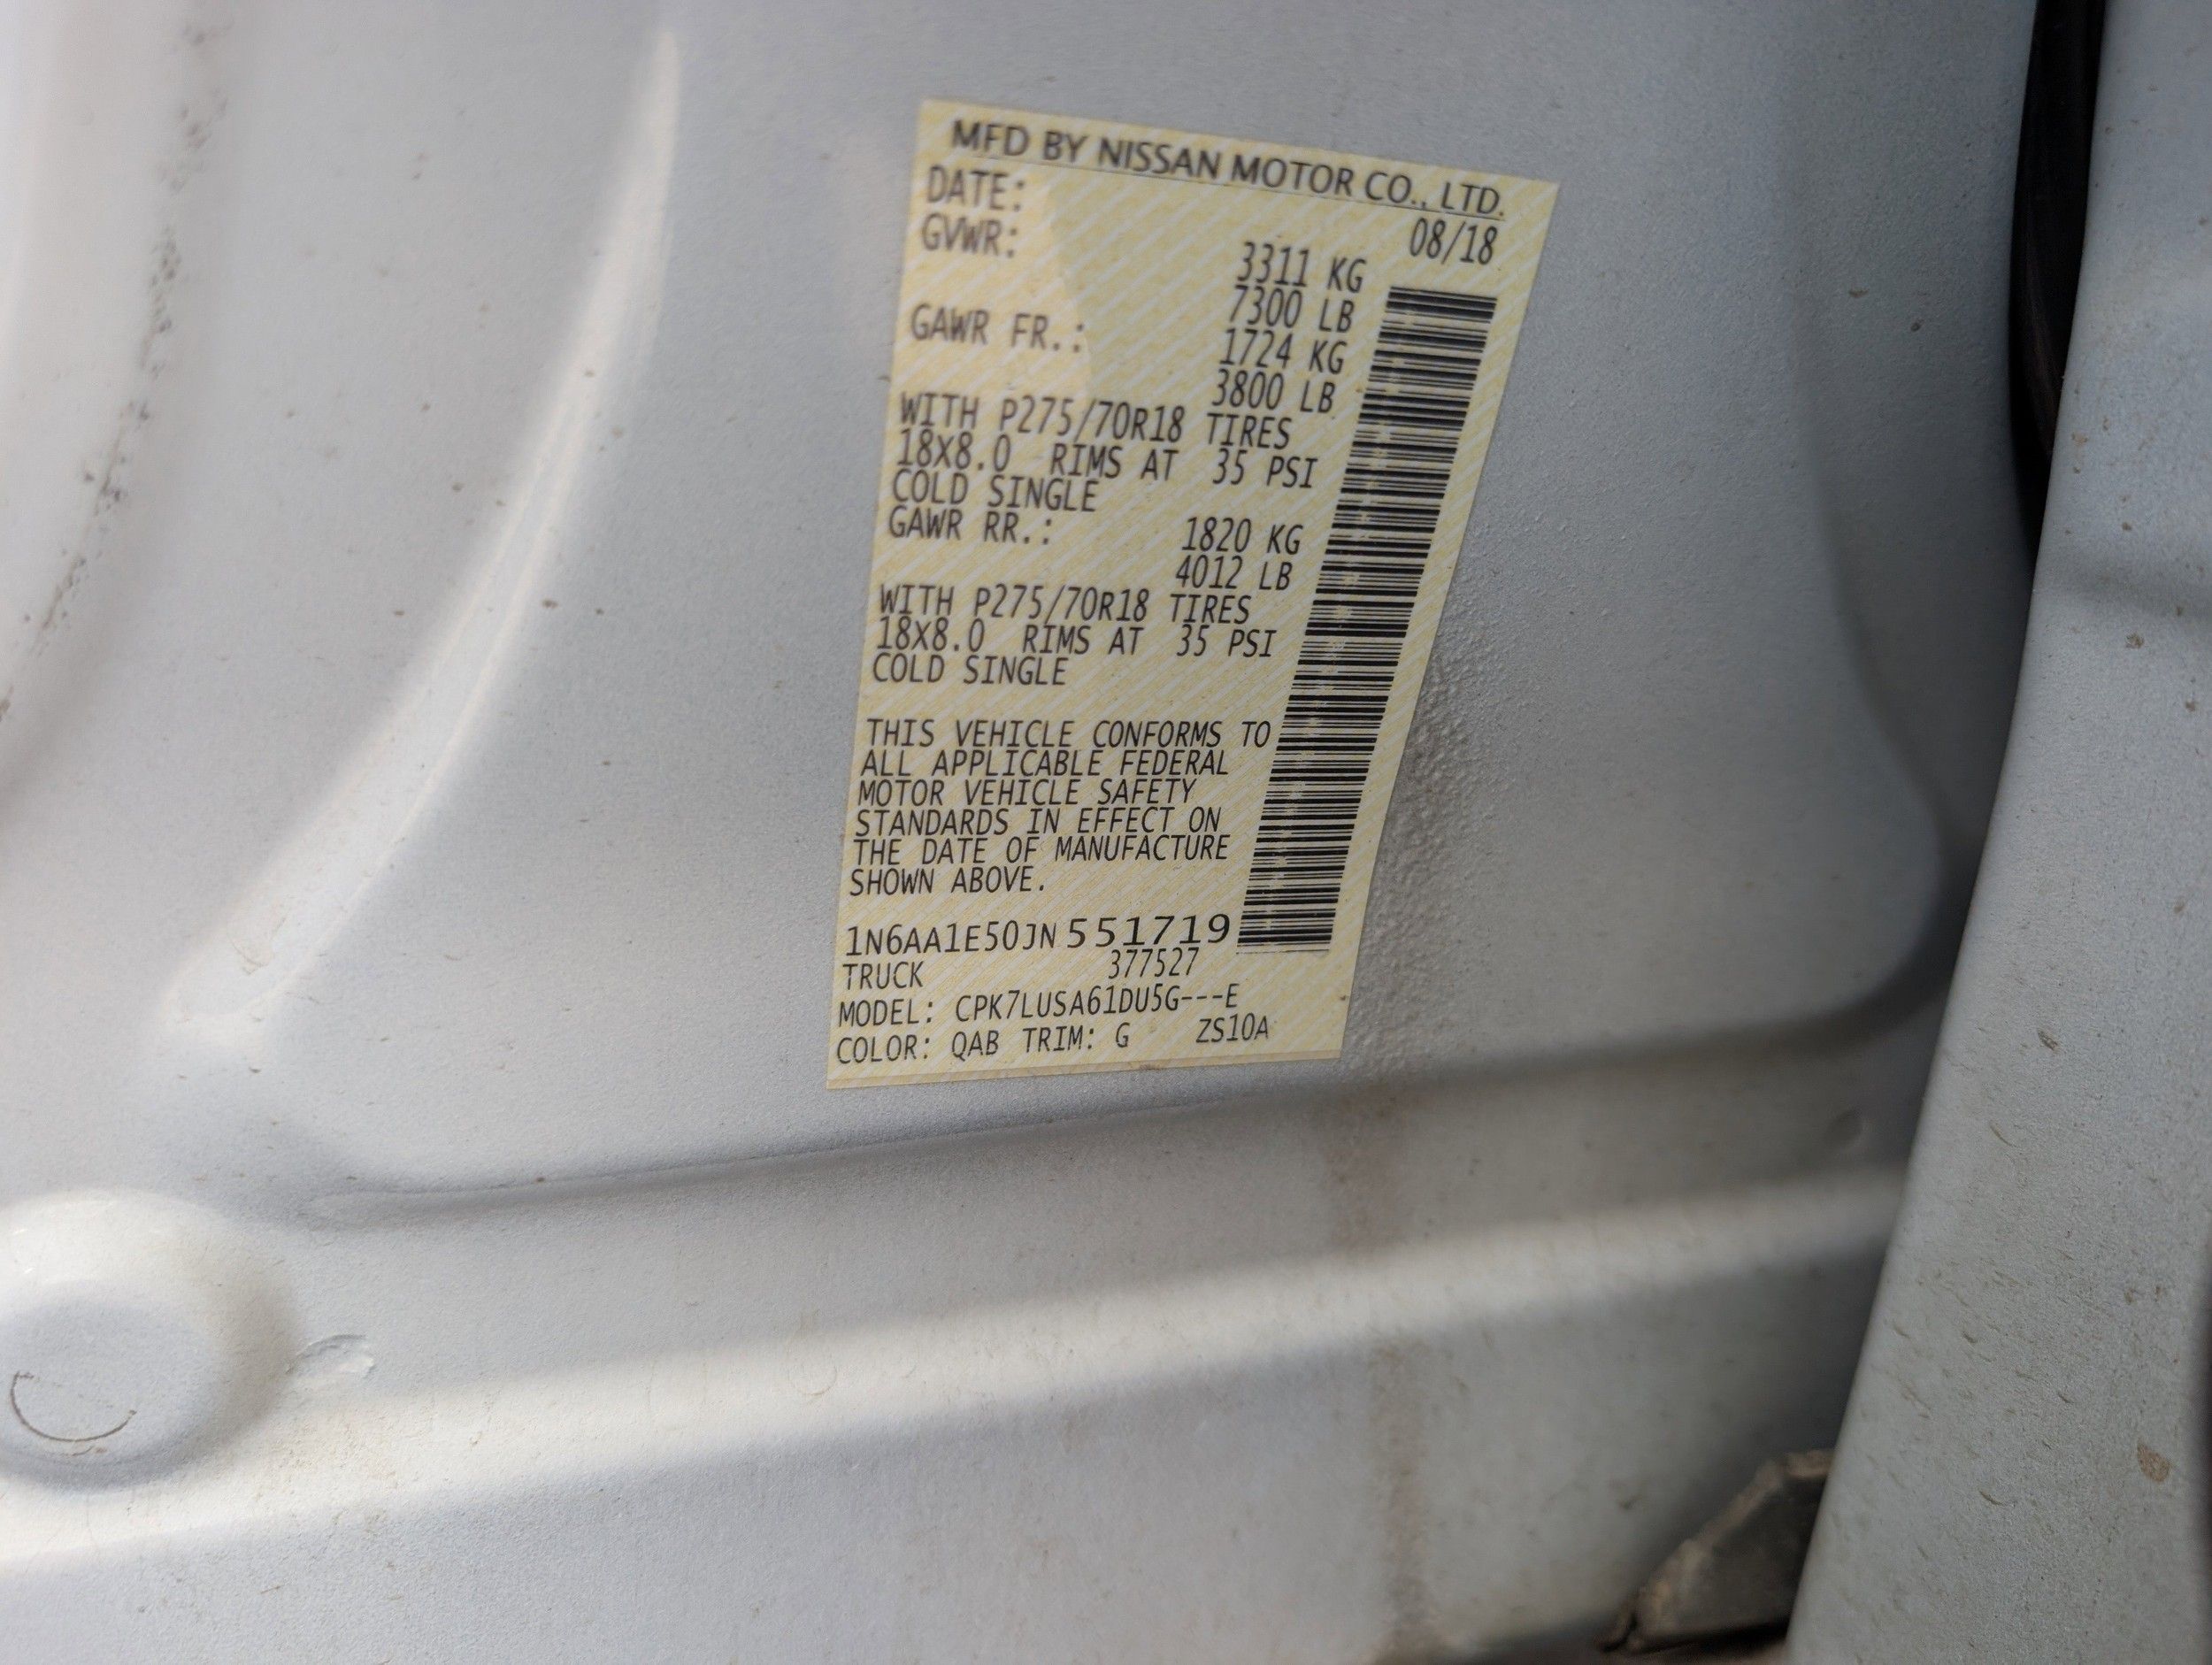 MFD BY NISSAN MOTOR CO., LTD.
DATE: 08/18
GVWR: 3311 KG
7300 LB
GAWR FR.: 1724 KG
3800 LB
WITH P275/70R18 TIRES
18X8.0 RIMS AT 35 PSI
COLD SINGLE
GAWR RR.: 1820 KG
4012 LB
WITH P275/70R18 TIRES
18X8.0 RIMS AT 35 PSI
COLD SINGLE
THIS VEHICLE CONFORMS TO
ALL APPLICABLE FEDERAL
MOTOR VEHICLE SAFETY
STANDARDS IN EFFECT ON
THE DATE OF MANUFACTURE
SHOWN ABOVE.
1N6AA1E50JN551719
TRUCK 377527
MODEL: CPK7LUSA61DU5G---E
COLOR: QAB TRIM: G ZS10A